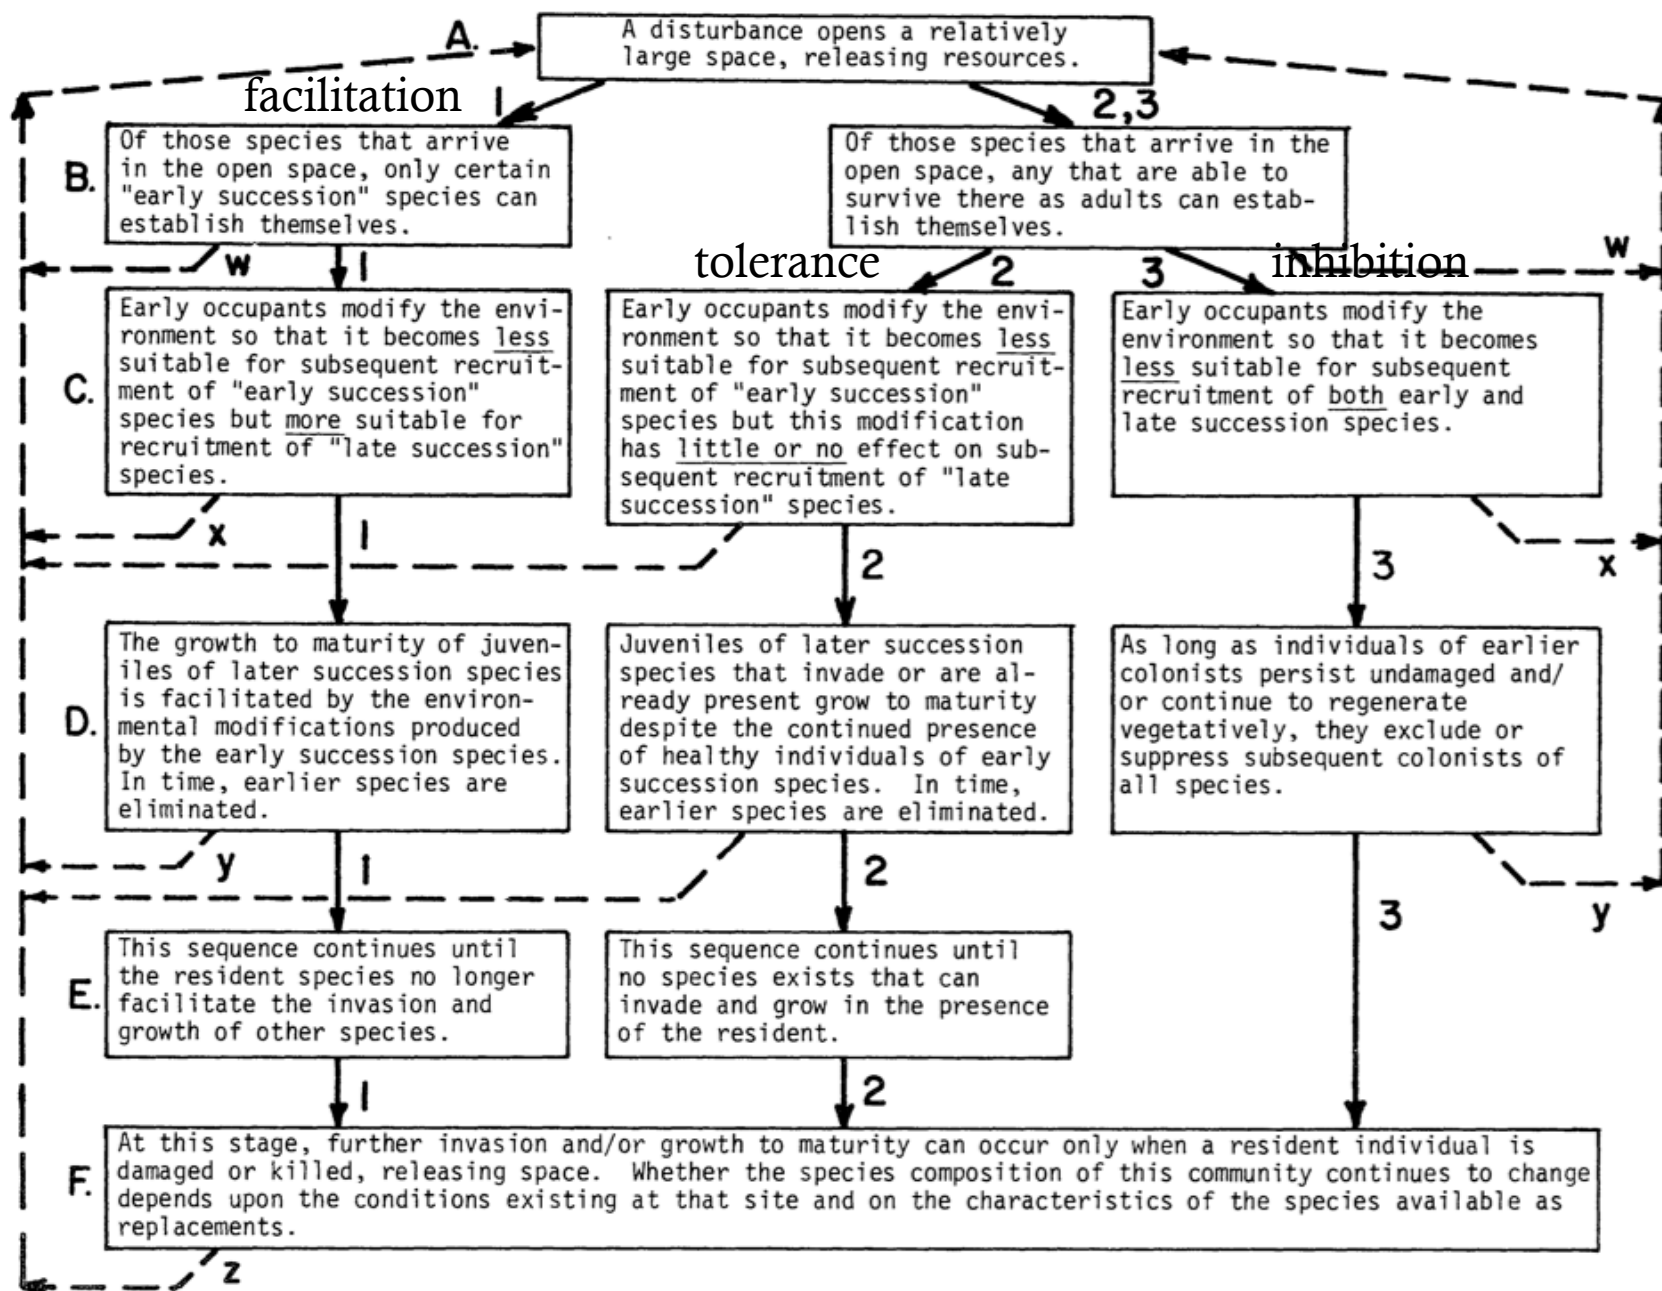 A.
A disturbance opens a relatively
large space, releasing resources.
facilitation
1
2,3
B.
Of those species that arrive
in the open space, only certain
"early succession" species can
establish themselves.
Of those species that arrive in the
open space, any that are able to
survive there as adults can estab-
lish themselves.
w
1
tolerance
2
3
inhibition
w
C.
Early occupants modify the envi-
ronment so that it becomes less
suitable for subsequent recruit-
ment of "early succession"
species but more suitable for
recruitment of "late succession"
species.
Early occupants modify the envi-
ronment so that it becomes less
suitable for subsequent recruit-
ment of "early succession"
species but this modification
has little or no effect on sub-
sequent recruitment of "late
succession" species.
Early occupants modify the
environment so that it becomes
less suitable for subsequent
recruitment of both early and
late succession species.
x
1
2
3
x
D.
The growth to maturity of juven-
iles of later succession species
is facilitated by the environ-
mental modifications produced
by the early succession species.
In time, earlier species are
eliminated.
Juveniles of later succession
species that invade or are al-
ready present grow to maturity
despite the continued presence
of healthy individuals of early
succession species. In time,
earlier species are eliminated.
As long as individuals of earlier
colonists persist undamaged and/
or continue to regenerate
vegetatively, they exclude or
suppress subsequent colonists of
all species.
y
1
2
3
y
E.
This sequence continues until
the resident species no longer
facilitate the invasion and
growth of other species.
This sequence continues until
no species exists that can
invade and grow in the presence
of the resident.
1
2
F.
At this stage, further invasion and/or growth to maturity can occur only when a resident individual is
damaged or killed, releasing space. Whether the species composition of this community continues to change
depends upon the conditions existing at that site and on the characteristics of the species available as
replacements.
z